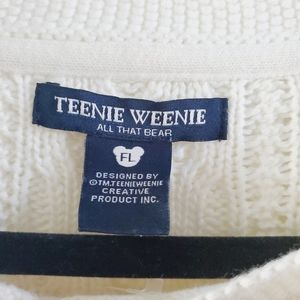 TEENIE WEENIE
ALL THAT BEAR
FL
DESIGNED BY
©TM.TEENIEWEENIE
CREATIVE
PRODUCT INC.